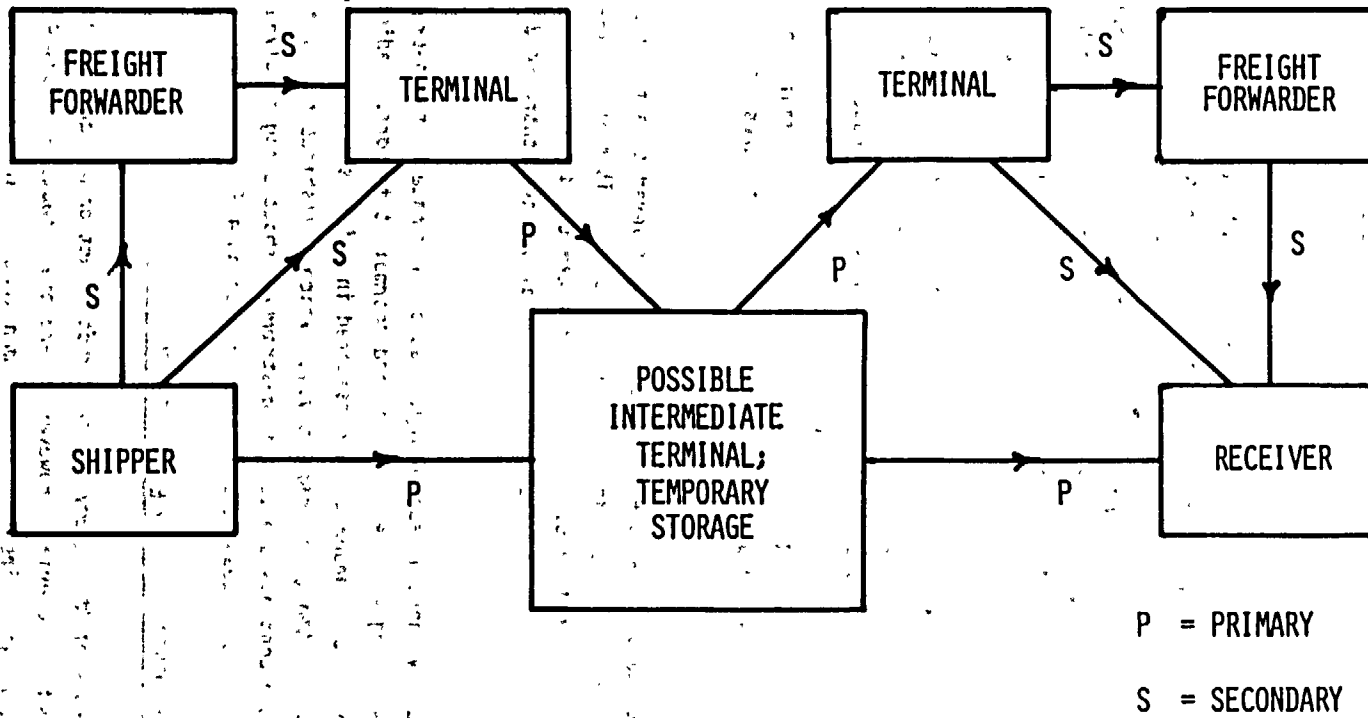 FREIGHT
FORWARDER
S
TERMINAL
TERMINAL
S
FREIGHT
FORWARDER
S
S
P
P
S
S
SHIPPER
P
POSSIBLE
INTERMEDIATE
TERMINAL;
TEMPORARY
STORAGE
P
RECEIVER
P = PRIMARY
S = SECONDARY